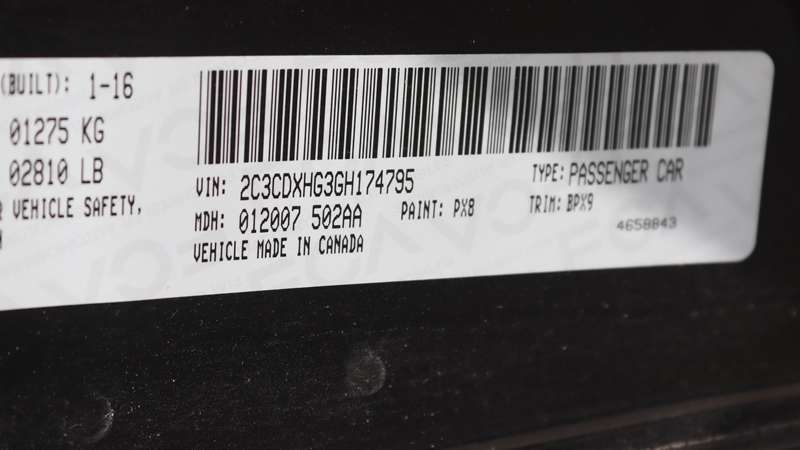 (BUILT): 1-16
01275 KG
02810 LB
VEHICLE SAFETY,
VIN: 2C3CDXHG3GH174795 TYPE: PASSENGER CAR
MDH: 012007 502AA PAINT: PX8 TRIM: BPX9
VEHICLE MADE IN CANADA 4658843